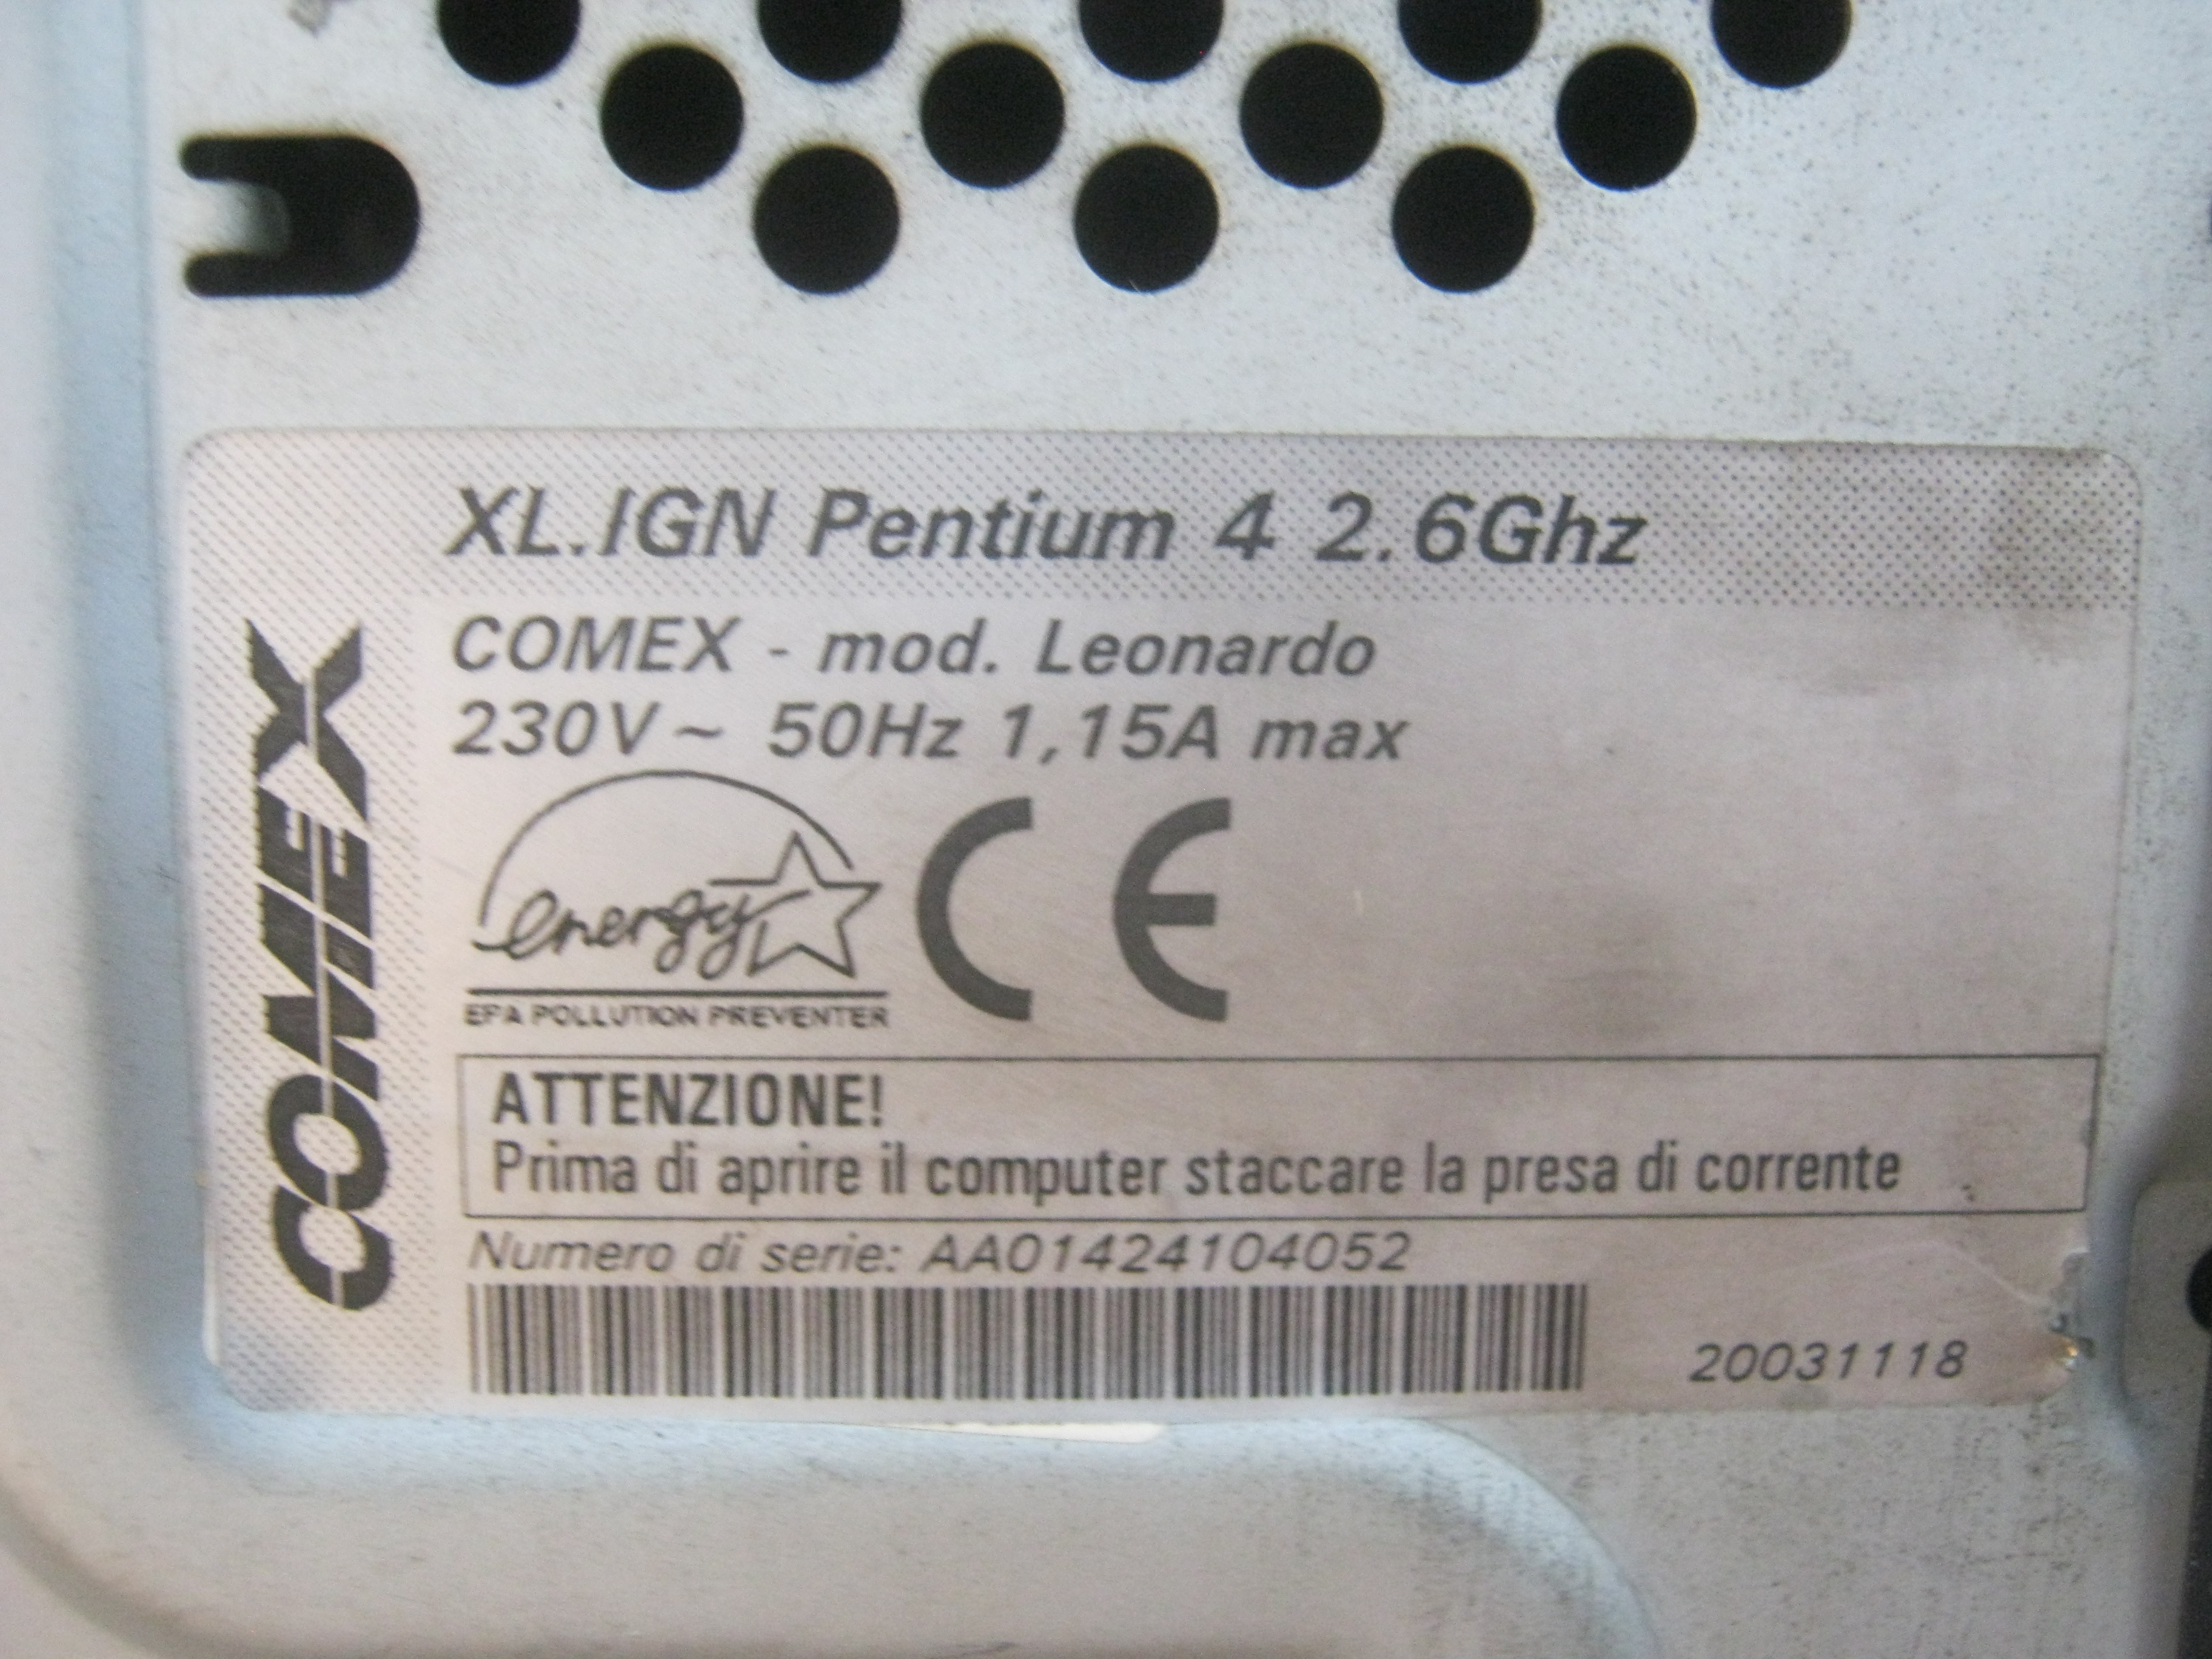 XL.IGN Pentium 4 2.6Ghz
COMEX
COMEX - mod. Leonardo
230V ~ 50Hz 1,15A max
energy
CE
EPA POLLUTION PREVENTER
ATTENZIONE!
Prima di aprire il computer staccare la presa di corrente
Numero di serie: AA01424104052
20031118